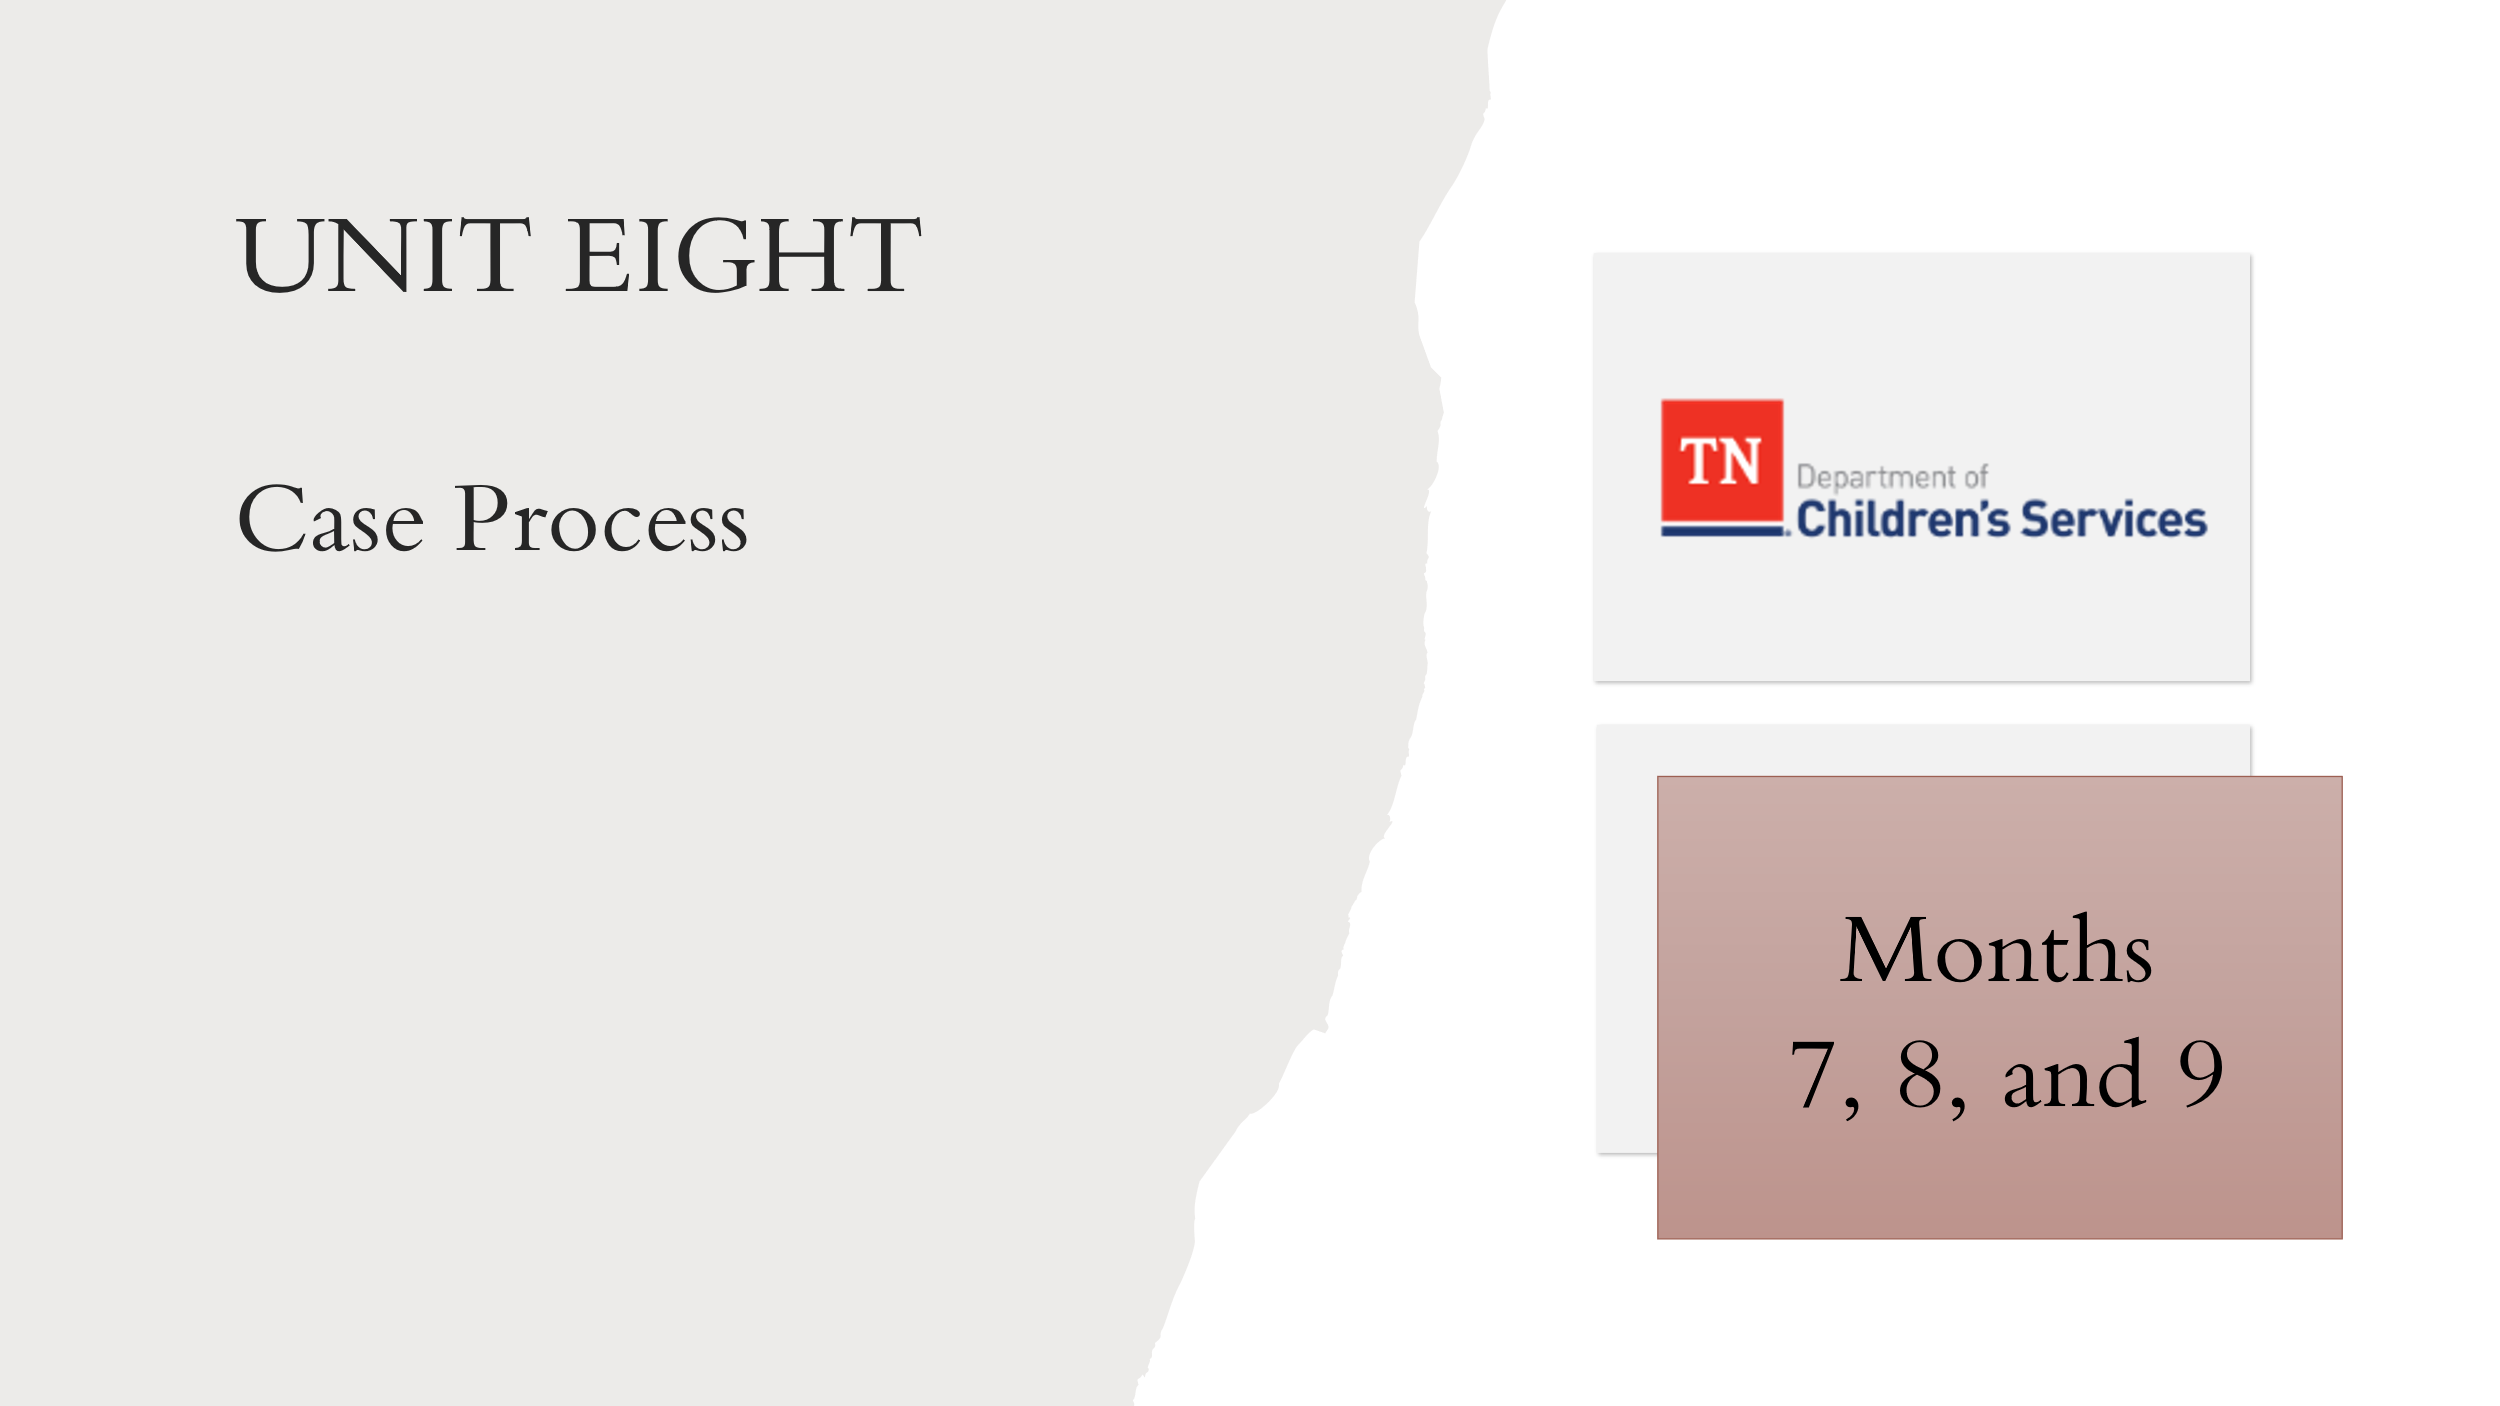 UNIT EIGHT
Case Process
TN
Department of
Children's Services
Months
7, 8, and 9